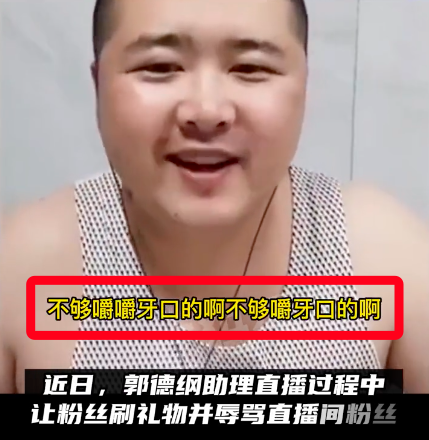 不够嚼嚼牙口的啊不够嚼牙口的啊
近日，郭德纲助理直播过程中
让粉丝刷礼物并辱骂直播间粉丝